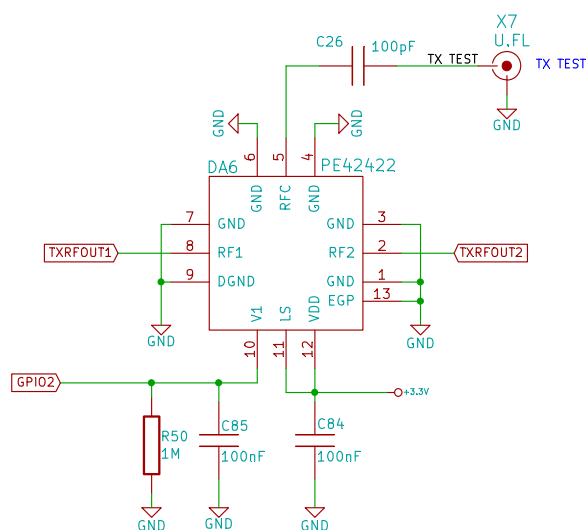 X7
U.FL
C26
100pF
TX TEST
TX TEST
GND
GND
GND
6
5
4
DA6
PE42422
GND
RFC
GND
7
GND
GND
3
TXRFOUT1
8
RF1
RF2
2
TXRFOUT2
9
DGND
GND
1
EGP
13
V1
LS
VDD
GND
GND
10
11
12
GPIO2
+3.3V
R50
1M
C85
100nF
C84
100nF
GND
GND
GND